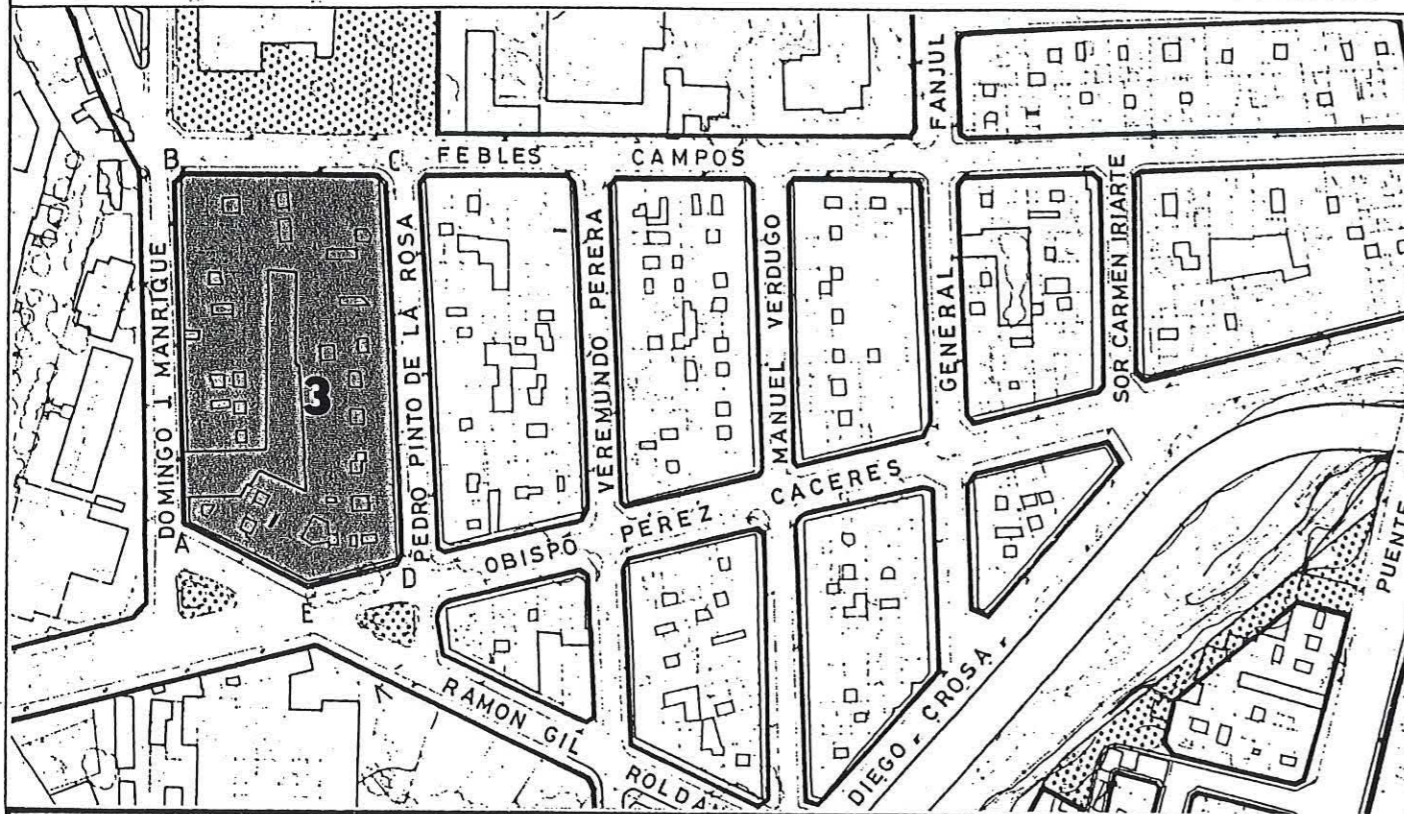 FANJUL
B
C
FEBLES CAMPOS
DOMINGO J. MANRIQUE
PEDRO PINTO DE LA ROSA
VEREMUNDO PERERA
MANUEL VERDUGO
GENERAL
SOR CARMEN IRIARTE
3
A
D
E
OBISPO PEREZ CACERES
RAMON GIL ROLDA
DIEGO CROSA
PUENTE